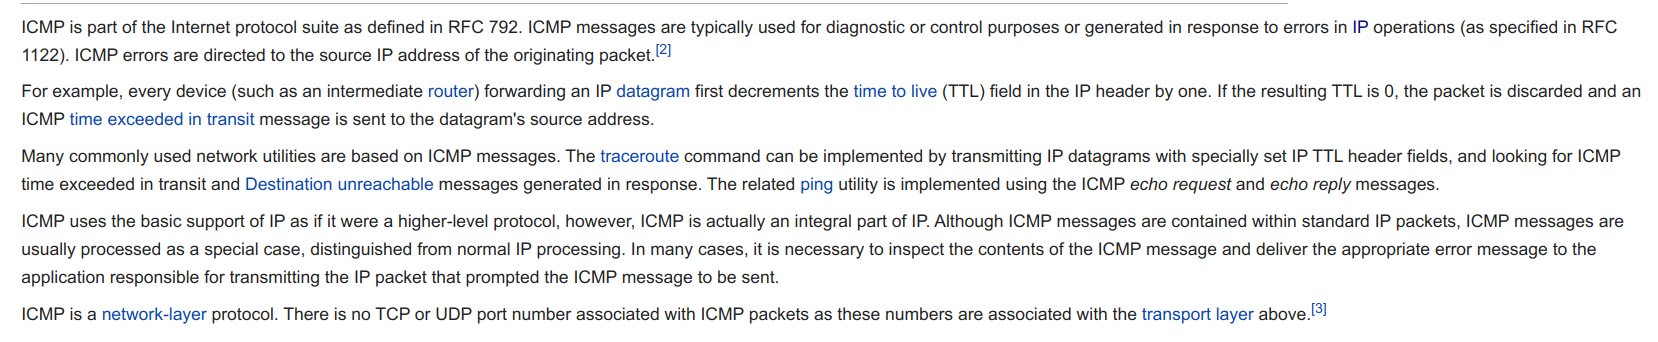 ICMP is part of the Internet protocol suite as defined in RFC 792. ICMP messages are typically used for diagnostic or control purposes or generated in response to errors in IP operations (as specified in RFC
1122). ICMP errors are directed to the source IP address of the originating packet.[2]
For example, every device (such as an intermediate router) forwarding an IP datagram first decrements the time to live (TTL) field in the IP header by one. If the resulting TTL is 0, the packet is discarded and an
ICMP time exceeded in transit message is sent to the datagram's source address.
Many commonly used network utilities are based on ICMP messages. The traceroute command can be implemented by transmitting IP datagrams with specially set IP TTL header fields, and looking for ICMP
time exceeded in transit and Destination unreachable messages generated in response. The related ping utility is implemented using the ICMP echo request and echo reply messages.
ICMP uses the basic support of IP as if it were a higher-level protocol, however, ICMP is actually an integral part of IP. Although ICMP messages are contained within standard IP packets, ICMP messages are
usually processed as a special case, distinguished from normal IP processing. In many cases, it is necessary to inspect the contents of the ICMP message and deliver the appropriate error message to the
application responsible for transmitting the IP packet that prompted the ICMP message to be sent.
ICMP is a network-layer protocol. There is no TCP or UDP port number associated with ICMP packets as these numbers are associated with the transport layer above.[3]